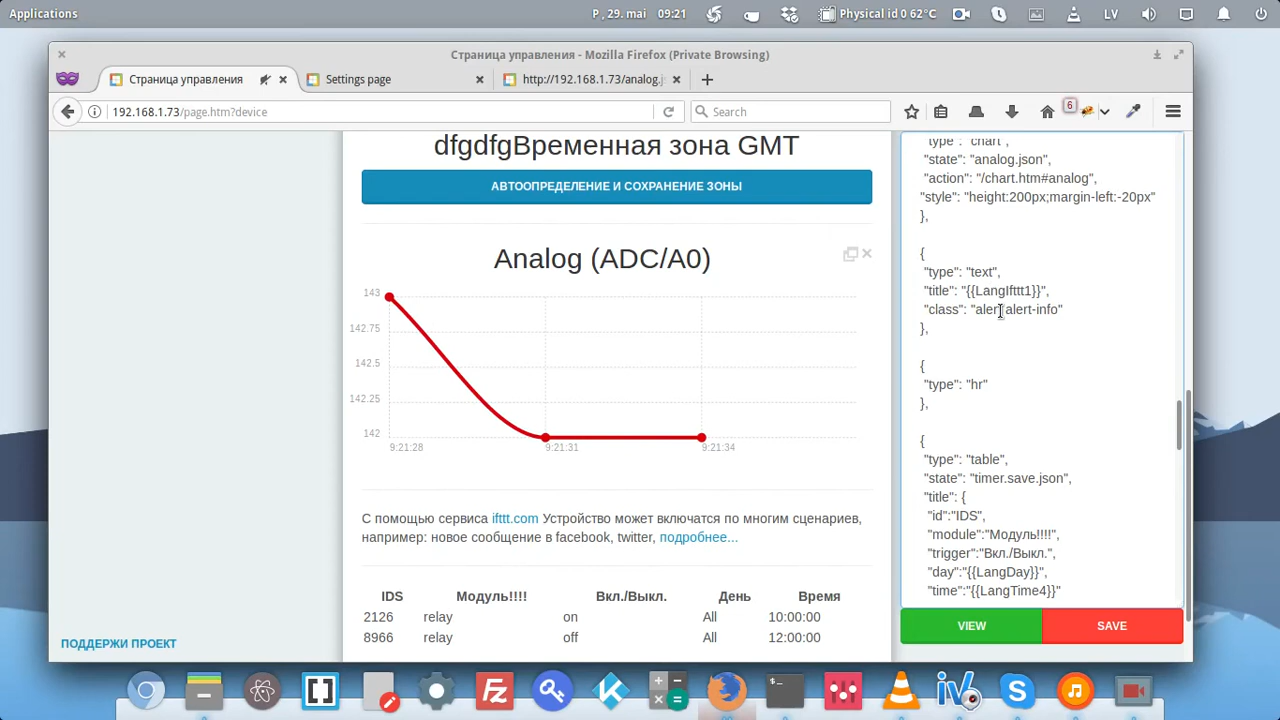 Applications
P , 29. mai 09:21
Physical id 0 62°C
LV
Страница управления - Mozilla Firefox (Private Browsing)
Страница управления
Settings page
http://192.168.1.73/analog.js
192.168.1.73/page.htm?device
Search
6
dfgdfgВременная зона GMT
АВТООПРЕДЕЛЕНИЕ И СОХРАНЕНИЕ ЗОНЫ
Analog (ADC/A0)
143
142.75
142.5
142.25
142
9:21:28
9:21:31
9:21:34
С помощью сервиса ifttt.com Устройство может включатся по многим сценариев,
например: новое сообщение в facebook, twitter, подробнее...
IDS Модуль!!!! Вкл./Выкл. День Время
2126 relay on All 10:00:00
8966 relay off All 12:00:00
ПОДДЕРЖИ ПРОЕКТ
"type": "chart",
"state": "analog.json",
"action": "/chart.htm#analog",
"style": "height:200px;margin-left:-20px"
},
{
"type": "text",
"title": "{{LangIfttt1}}",
"class": "alert alert-info"
},
{
"type": "hr"
},
{
"type": "table",
"state": "timer.save.json",
"title": {
"id":"IDS",
"module":"Модуль!!!!",
"trigger":"Вкл./Выкл.",
"day":"{{LangDay}}",
"time":"{{LangTime4}}"
VIEW
SAVE